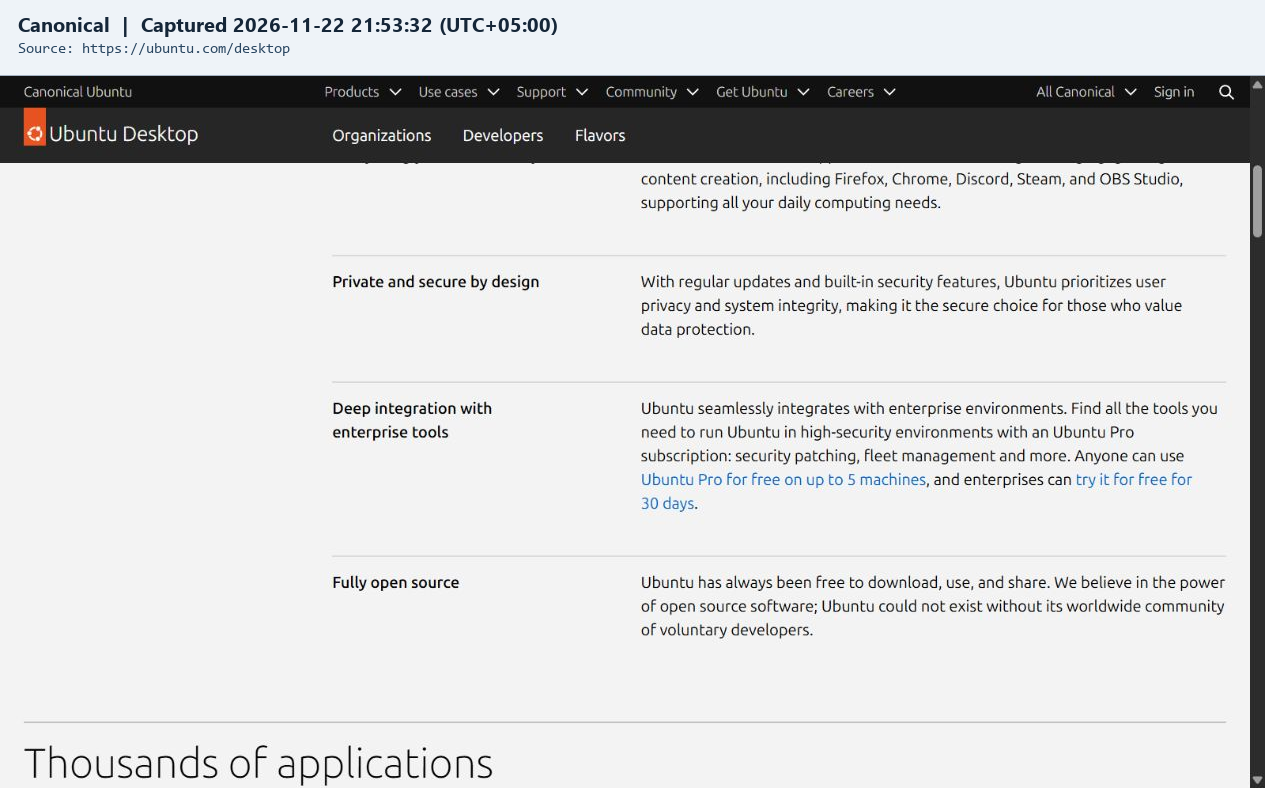 Canonical | Captured 2026-11-22 21:53:32 (UTC+05:00)
Source: https://ubuntu.com/desktop
Canonical Ubuntu Products Use cases Support Community Get Ubuntu Careers All Canonical Sign in
Ubuntu Desktop Organizations Developers Flavors
content creation, including Firefox, Chrome, Discord, Steam, and OBS Studio,
supporting all your daily computing needs.
Private and secure by design
With regular updates and built-in security features, Ubuntu prioritizes user
privacy and system integrity, making it the secure choice for those who value
data protection.
Deep integration with
enterprise tools
Ubuntu seamlessly integrates with enterprise environments. Find all the tools you
need to run Ubuntu in high-security environments with an Ubuntu Pro
subscription: security patching, fleet management and more. Anyone can use
Ubuntu Pro for free on up to 5 machines, and enterprises can try it for free for
30 days.
Fully open source
Ubuntu has always been free to download, use, and share. We believe in the power
of open source software; Ubuntu could not exist without its worldwide community
of voluntary developers.
Thousands of applications